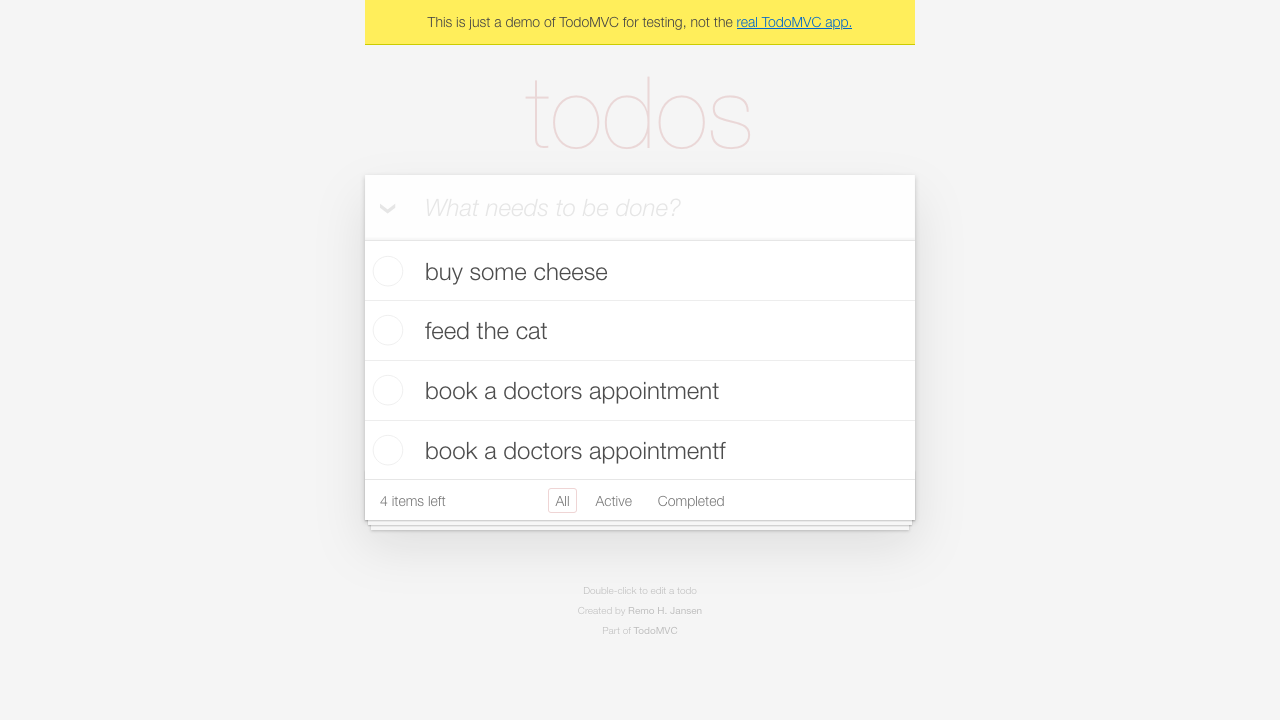 This is just a demo of TodoMVC for testing, not the real TodoMVC app.
todos
What needs to be done?
buy some cheese
feed the cat
book a doctors appointment
book a doctors appointmentf
4 items left All Active Completed
Double-click to edit a todo
Created by Remo H. Jansen
Part of TodoMVC